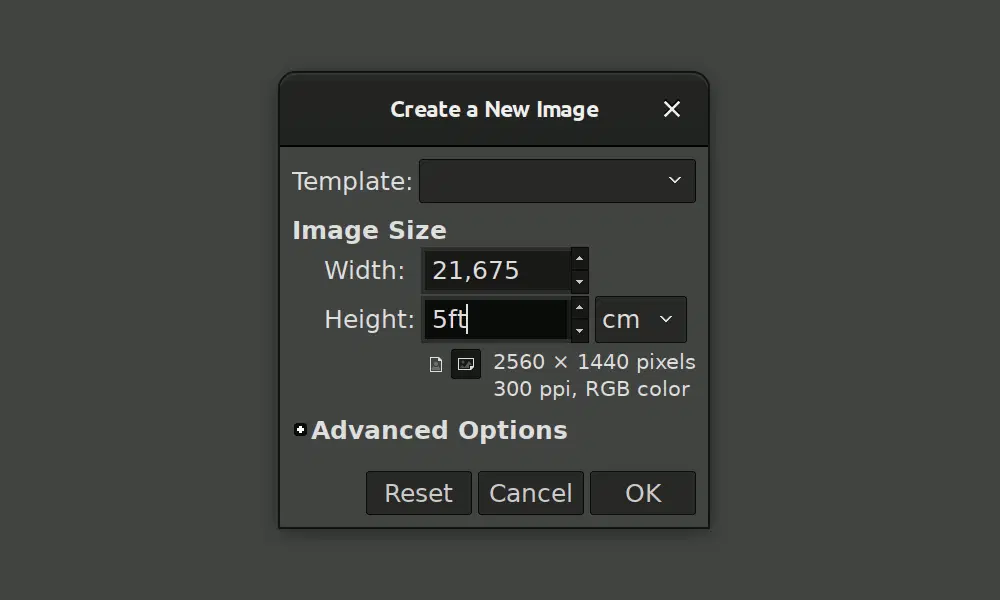 Create a New Image
Template:
Image Size
Width: 21,675
Height: 5ft cm
2560 × 1440 pixels
300 ppi, RGB color
Advanced Options
Reset Cancel OK